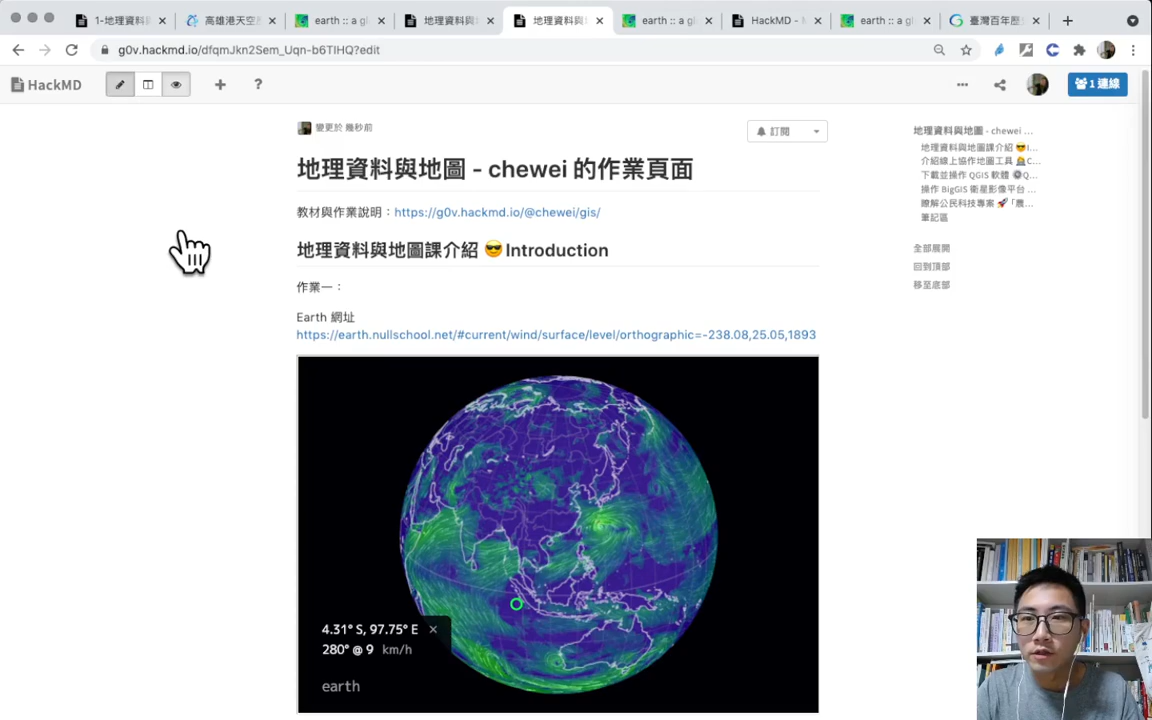 1-地理資料與
高雄港天空
earth :: a gl
地理資料與
地理資料與
earth :: a gl
HackMD - M
earth :: a gl
臺灣百年歷
g0v.hackmd.io/dfqmJkn2Sem_Uqn-b6TIHQ?edit
HackMD
1 連線
變更於 幾秒前
訂閱
地理資料與地圖 - chewei 的作業頁面
教材與作業說明：https://g0v.hackmd.io/@chewei/gis/
地理資料與地圖課介紹 😎Introduction
作業一：
Earth 網址
https://earth.nullschool.net/#current/wind/surface/level/orthographic=-238.08,25.05,1893
4.31° S, 97.75° E ×
280° @ 9 km/h
earth
地理資料與地圖 - chewei ...
地理資料與地圖課介紹 😎I...
介紹線上協作地圖工具 C...
下載並操作 QGIS 軟體 Q...
操作 BigGIS 衛星影像平台 ...
瞭解公民科技專案 🚀「農...
筆記區
全部展開
回到頂部
移至底部